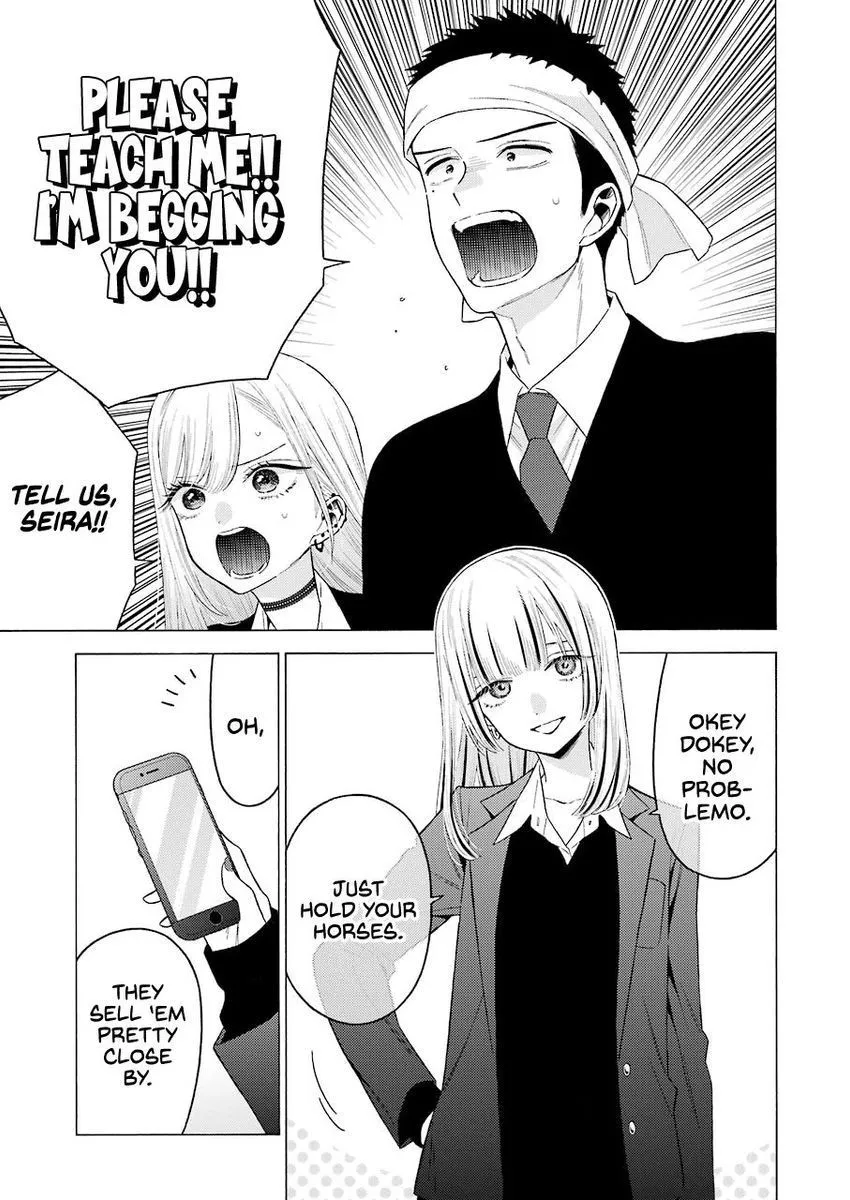 PLEASE
TEACH ME!!
I'M BEGGING
YOU!!
TELL US,
SEIRA!!
OKEY
DOKEY,
NO
PROB-
LEMO.
JUST
HOLD YOUR
HORSES.
OH,
THEY
SELL 'EM
PRETTY
CLOSE
BY.